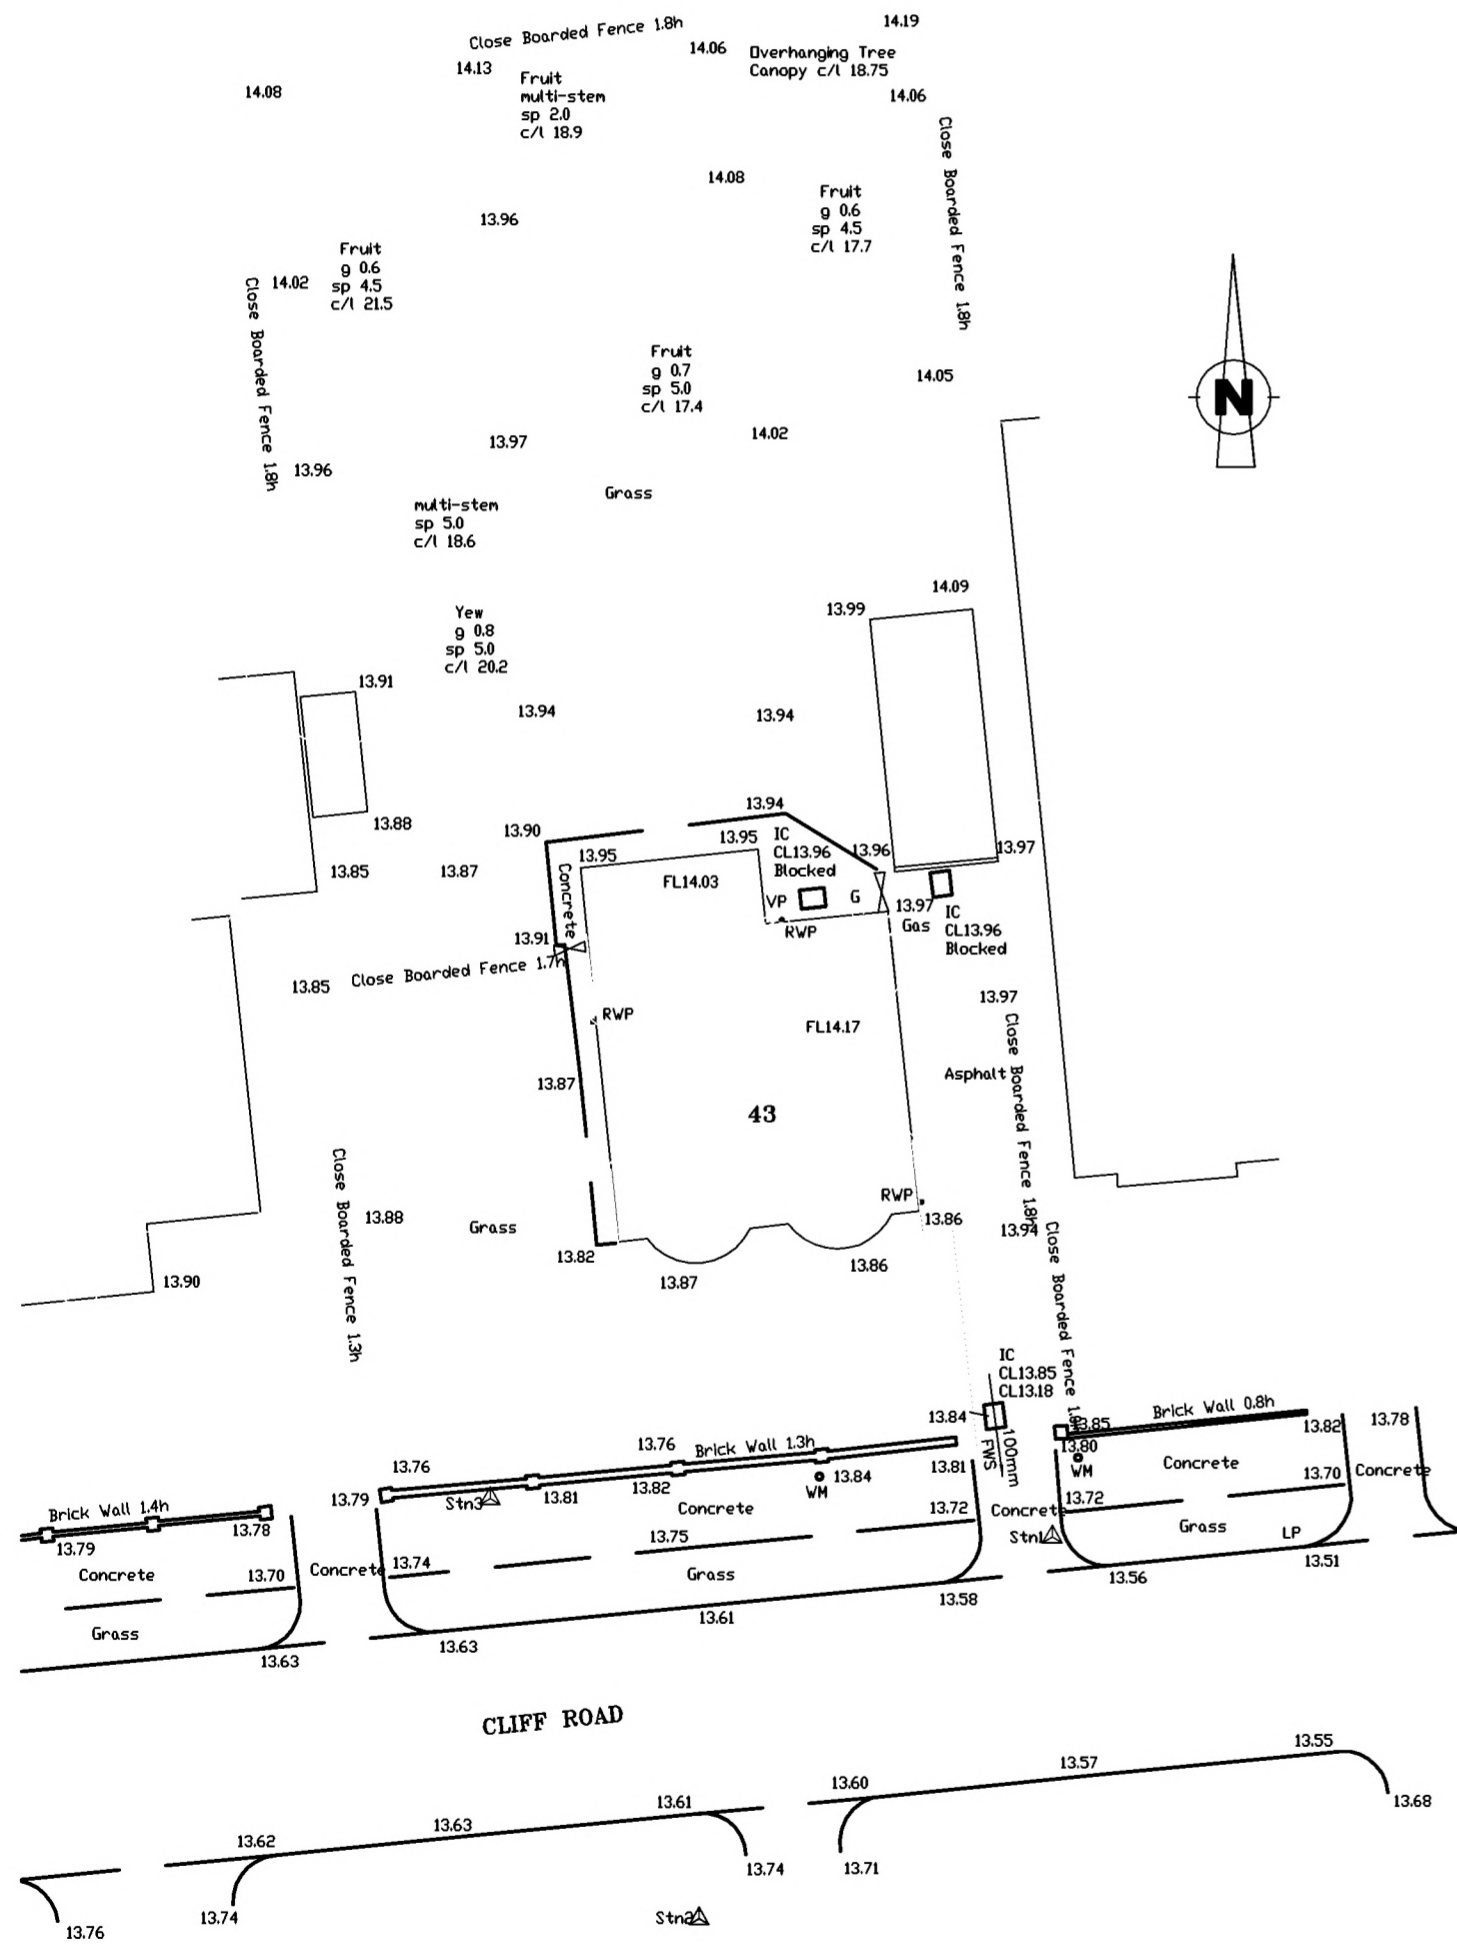 14.19
Close Boarded Fence 1.8h
14.06
Overhanging Tree
Canopy c/l 18.75
14.13
14.08
Fruit
multi-stem
sp 2.0
c/l 18.9
14.06
Close Boarded Fence 1.8h
14.08
Fruit
g 0.6
sp 4.5
c/l 17.7
13.96
Fruit
g 0.6
sp 4.5
c/l 21.5
14.02
Close Boarded Fence 1.8h
N
Fruit
g 0.7
sp 5.0
c/l 17.4
14.05
14.02
13.97
13.96
Grass
multi-stem
sp 5.0
c/l 18.6
14.09
13.99
Yew
g 0.8
sp 5.0
c/l 20.2
13.91
13.94
13.94
13.94
13.88
13.90
13.95
13.95
IC
CL13.96
Blocked
13.96
13.97
13.85
13.87
Concrete
FL14.03
VP
G
RWP
13.97
Gas
IC
CL13.96
Blocked
13.91
Close Boarded Fence 1.7h
13.85
13.97
RWP
FL14.17
Close Boarded Fence 1.8h
Asphalt
13.87
43
Close Boarded Fence 1.3h
RWP
13.86
13.94
13.88
Grass
13.82
13.86
13.87
13.90
Close Boarded Fence 1.8h
IC
CL13.85
CL13.18
13.84
FWS
100mm
13.85
Brick Wall 0.8h
13.82
13.78
13.80
WM
Concrete
13.70
Concrete
13.76
Brick Wall 1.3h
13.76
13.81
13.82
13.84
WM
13.79
Stn3
13.81
Concrete
13.72
Concrete
Stn1
13.72
Grass
LP
13.51
Brick Wall 1.4h
13.78
13.79
Concrete
13.70
Concrete
13.74
13.75
Grass
13.56
13.58
13.61
Grass
13.63
13.63
CLIFF ROAD
13.55
13.57
13.60
13.61
13.63
13.62
13.68
13.74
13.71
13.74
13.76
Stn2